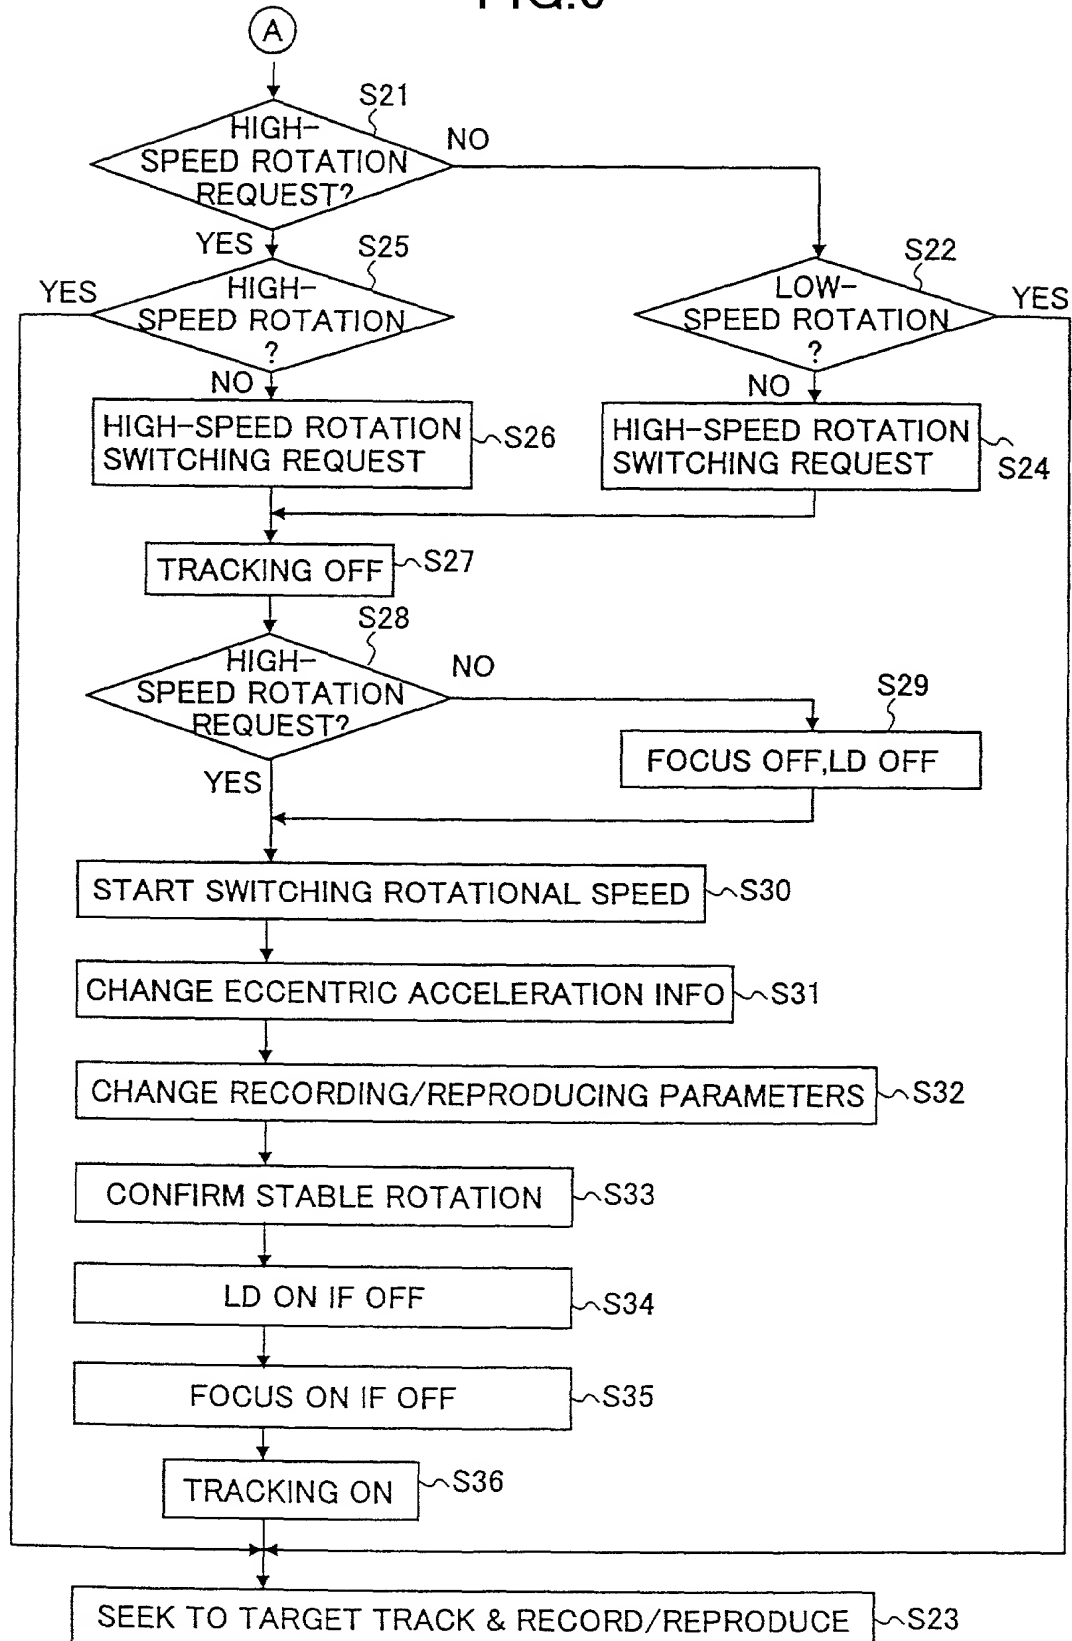 A
S21
HIGH-
SPEED ROTATION
REQUEST?
NO
YES
S25
HIGH-
SPEED ROTATION
?
YES
NO
S22
LOW-
SPEED ROTATION
?
YES
NO
HIGH-SPEED ROTATION
SWITCHING REQUEST
S26
HIGH-SPEED ROTATION
SWITCHING REQUEST
S24
TRACKING OFF
S27
S28
HIGH-
SPEED ROTATION
REQUEST?
NO
YES
S29
FOCUS OFF,LD OFF
START SWITCHING ROTATIONAL SPEED
S30
CHANGE ECCENTRIC ACCELERATION INFO
S31
CHANGE RECORDING/REPRODUCING PARAMETERS
S32
CONFIRM STABLE ROTATION
S33
LD ON IF OFF
S34
FOCUS ON IF OFF
S35
TRACKING ON
S36
SEEK TO TARGET TRACK & RECORD/REPRODUCE
S23